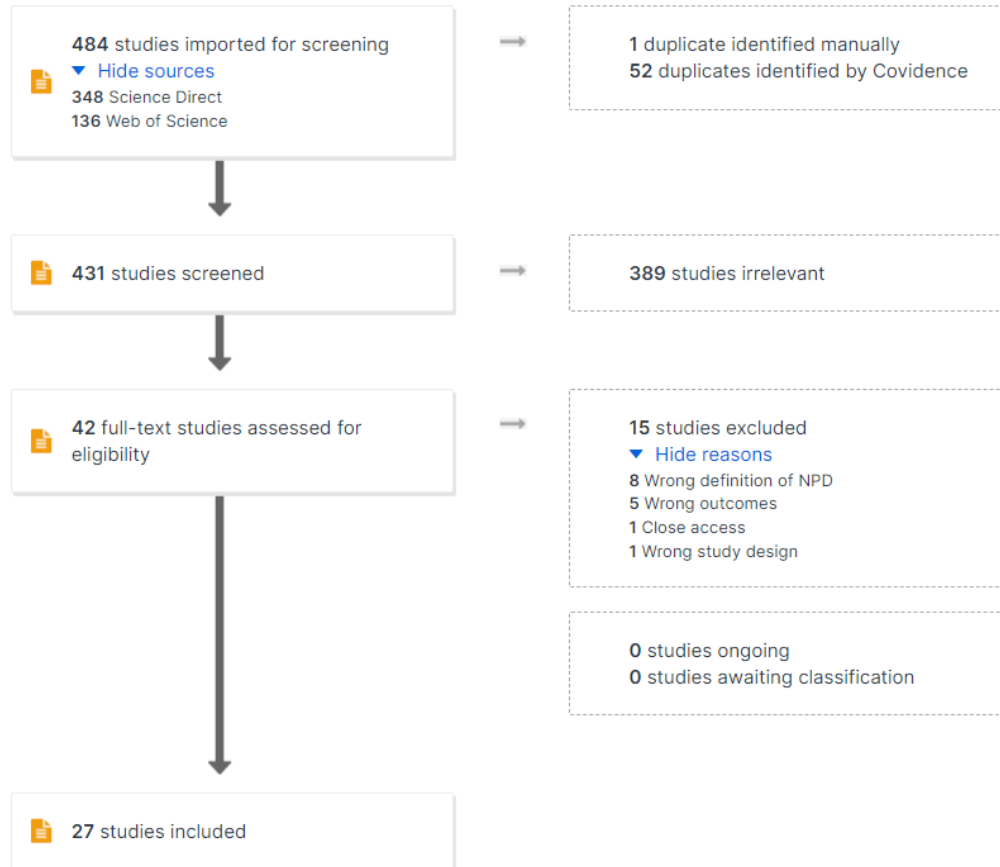 484 studies imported for screening
Hide sources
348 Science Direct
136 Web of Science
1 duplicate identified manually
52 duplicates identified by Covidence
431 studies screened
389 studies irrelevant
42 full-text studies assessed for
eligibility
15 studies excluded
Hide reasons
8 Wrong definition of NPD
5 Wrong outcomes
1 Close access
1 Wrong study design
0 studies ongoing
0 studies awaiting classification
27 studies included